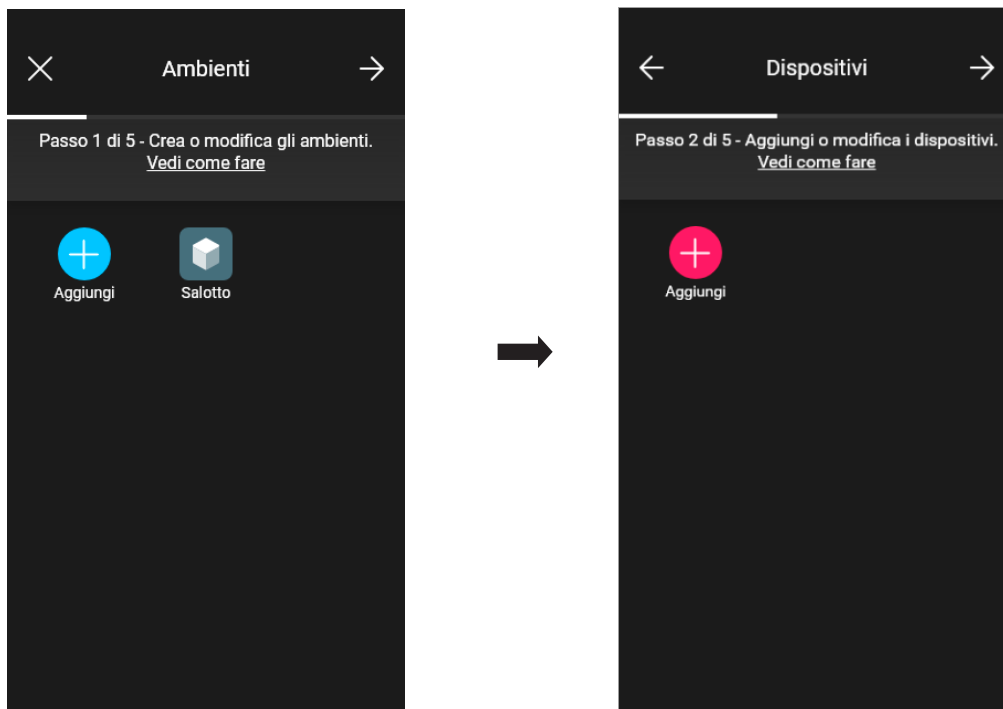 Ambienti
Passo 1 di 5 - Crea o modifica gli ambienti.
Vedi come fare
Aggiungi
Salotto
Dispositivi
Passo 2 di 5 - Aggiungi o modifica i dispositivi.
Vedi come fare
Aggiungi